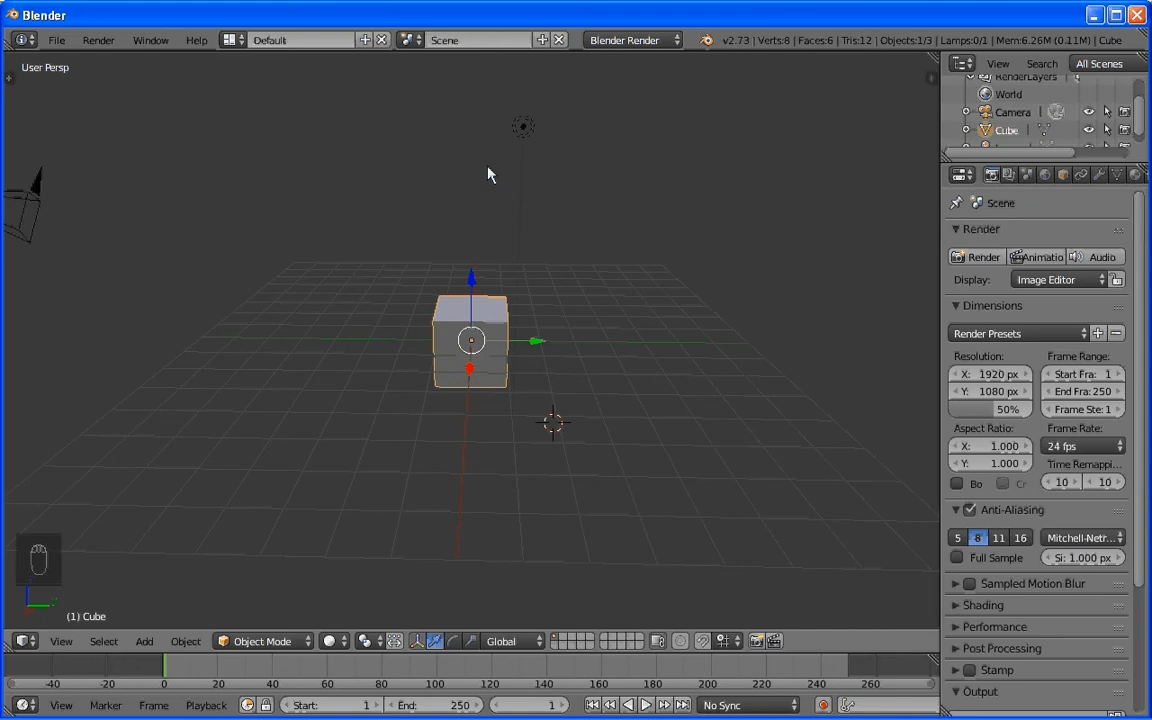 Blender
File Render Window Help Default Scene Blender Render v2.73 | Verts:8 | Faces:6 | Tris:12 | Objects:1/3 | Lamps:0/1 | Mem:6.26M (0.11M) | Cube
User Persp
View Search All Scenes
RenderLayers
World
Camera
Cube
Scene
Render
Render Animatio Audio
Display: Image Editor
Dimensions
Render Presets
Resolution: Frame Range:
X: 1920 px Start Fra: 1
Y: 1080 px End Fra: 250
50% Frame Ste: 1
Aspect Ratio: Frame Rate:
X: 1.000 24 fps
Y: 1.000 Time Remappi...
Bo Cr 10 10
Anti-Aliasing
5 8 11 16 Mitchell-Netr...
Full Sample Si: 1.000 px
Sampled Motion Blur
Shading
Performance
Post Processing
Stamp
Output
(1) Cube
View Select Add Object Object Mode Global
-40 -20 0 20 40 60 80 100 120 140 160 180 200 220 240 260
View Marker Frame Playback Start: 1 End: 250 1 No Sync